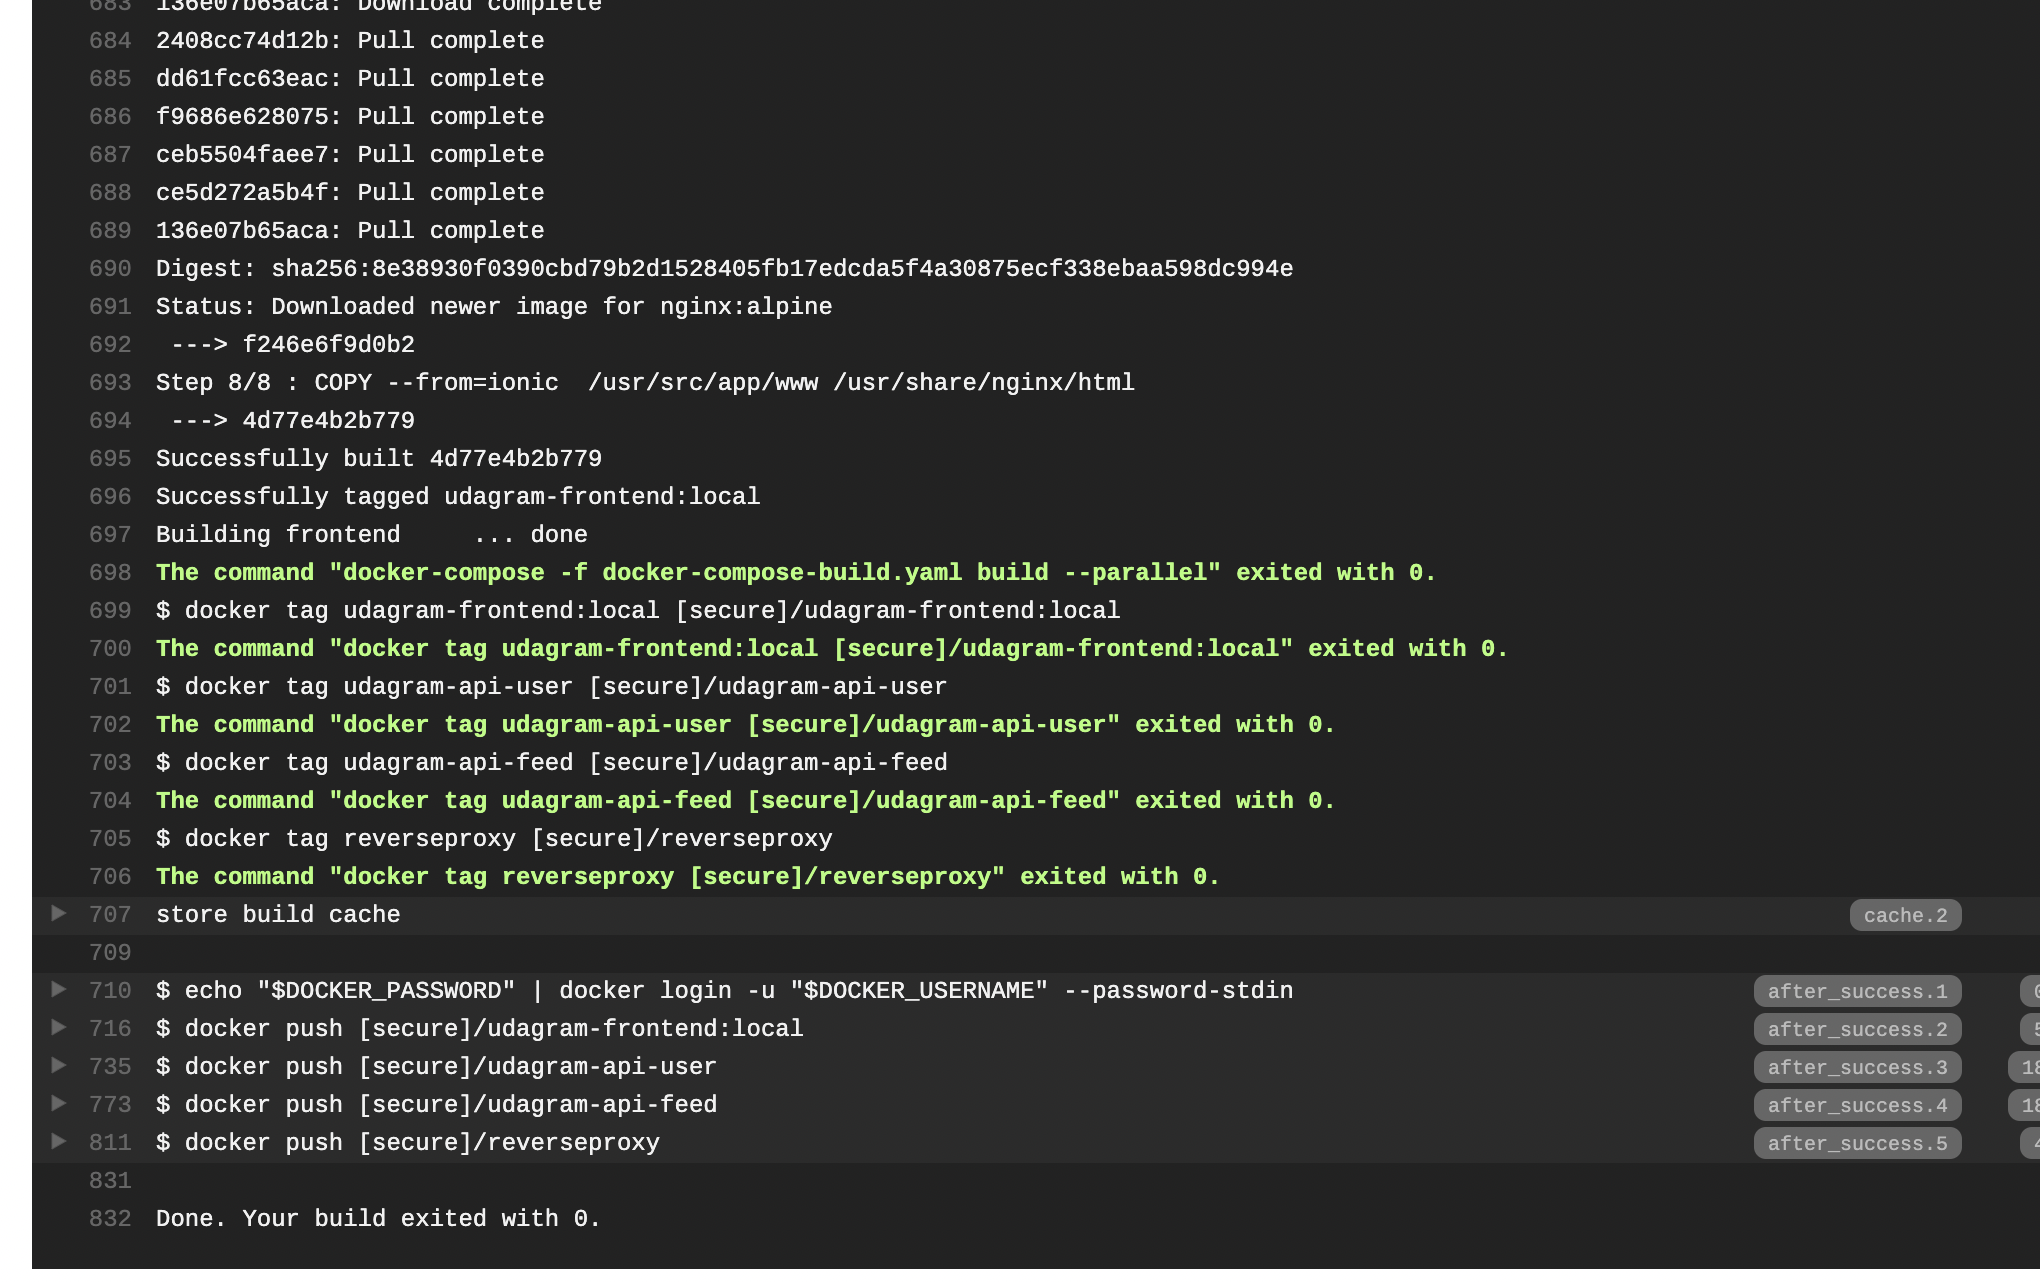 683 136e07b65aca: Download complete
684 2408cc74d12b: Pull complete
685 dd61fcc63eac: Pull complete
686 f9686e628075: Pull complete
687 ceb5504faee7: Pull complete
688 ce5d272a5b4f: Pull complete
689 136e07b65aca: Pull complete
690 Digest: sha256:8e38930f0390cbd79b2d1528405fb17edcda5f4a30875ecf338ebaa598dc994e
691 Status: Downloaded newer image for nginx:alpine
692 ---> f246e6f9d0b2
693 Step 8/8 : COPY --from=ionic  /usr/src/app/www /usr/share/nginx/html
694 ---> 4d77e4b2b779
695 Successfully built 4d77e4b2b779
696 Successfully tagged udagram-frontend:local
697 Building frontend     ... done
698 The command "docker-compose -f docker-compose-build.yaml build --parallel" exited with 0.
699 $ docker tag udagram-frontend:local [secure]/udagram-frontend:local
700 The command "docker tag udagram-frontend:local [secure]/udagram-frontend:local" exited with 0.
701 $ docker tag udagram-api-user [secure]/udagram-api-user
702 The command "docker tag udagram-api-user [secure]/udagram-api-user" exited with 0.
703 $ docker tag udagram-api-feed [secure]/udagram-api-feed
704 The command "docker tag udagram-api-feed [secure]/udagram-api-feed" exited with 0.
705 $ docker tag reverseproxy [secure]/reverseproxy
706 The command "docker tag reverseproxy [secure]/reverseproxy" exited with 0.
707 store build cache cache.2
709
710 $ echo "$DOCKER_PASSWORD" | docker login -u "$DOCKER_USERNAME" --password-stdin after_success.1
716 $ docker push [secure]/udagram-frontend:local after_success.2
735 $ docker push [secure]/udagram-api-user after_success.3
773 $ docker push [secure]/udagram-api-feed after_success.4
811 $ docker push [secure]/reverseproxy after_success.5
831
832 Done. Your build exited with 0.